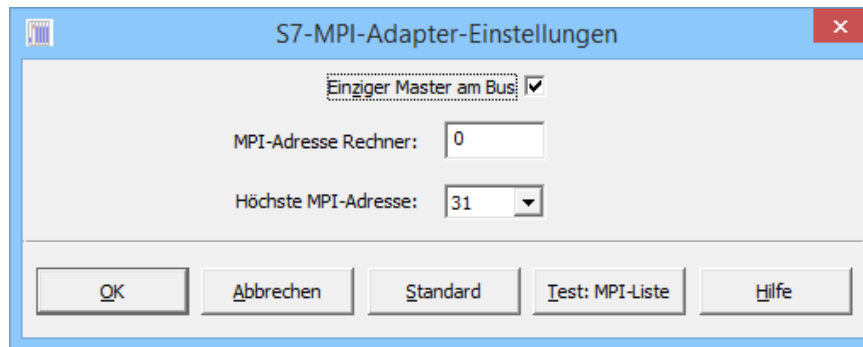 S7-MPI-Adapter-Einstellungen
Einziger Master am Bus
MPI-Adresse Rechner: 0
Höchste MPI-Adresse: 31
OK Abbrechen Standard Test: MPI-Liste Hilfe